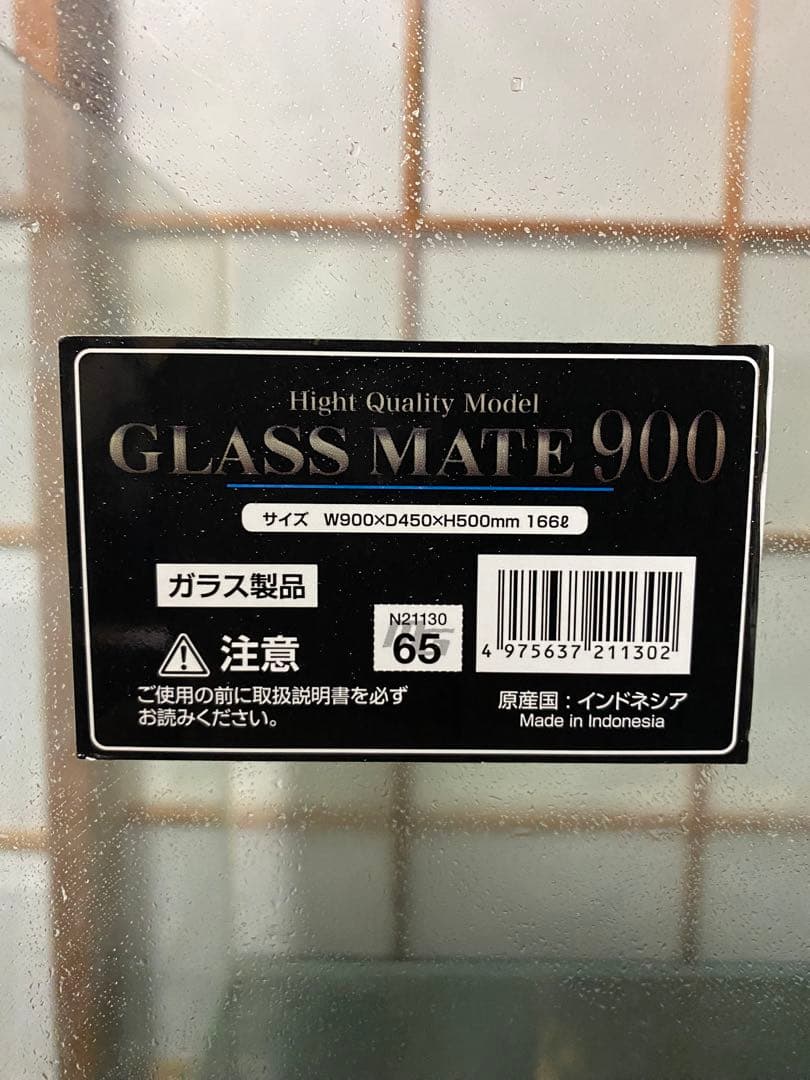 Hight Quality Model
GLASS MATE 900
サイズ W900×D450×H500mm 166ℓ
ガラス製品
N21130
65
4 975637 211302
注意
ご使用の前に取扱説明書を必ず
お読みください。
原産国：インドネシア
Made in Indonesia